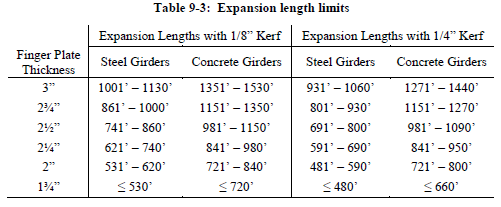 Table 9-3: Expansion length limits
Expansion Lengths with 1/8” Kerf Expansion Lengths with 1/4” Kerf
Finger Plate Thickness Steel Girders Concrete Girders Steel Girders Concrete Girders
3” 1001’ – 1130’ 1351’ – 1530’ 931’ – 1060’ 1271’ – 1440’
2¾” 861’ – 1000’ 1151’ – 1350’ 801’ – 930’ 1151’ – 1270’
2½” 741’ – 860’ 981’ – 1150’ 691’ – 800’ 981’ – 1090’
2¼” 621’ – 740’ 841’ – 980’ 591’ – 690’ 841’ – 950’
2” 531’ – 620’ 721’ – 840’ 481’ – 590’ 721’ – 800’
1¾” ≤ 530’ ≤ 720’ ≤ 480’ ≤ 660’